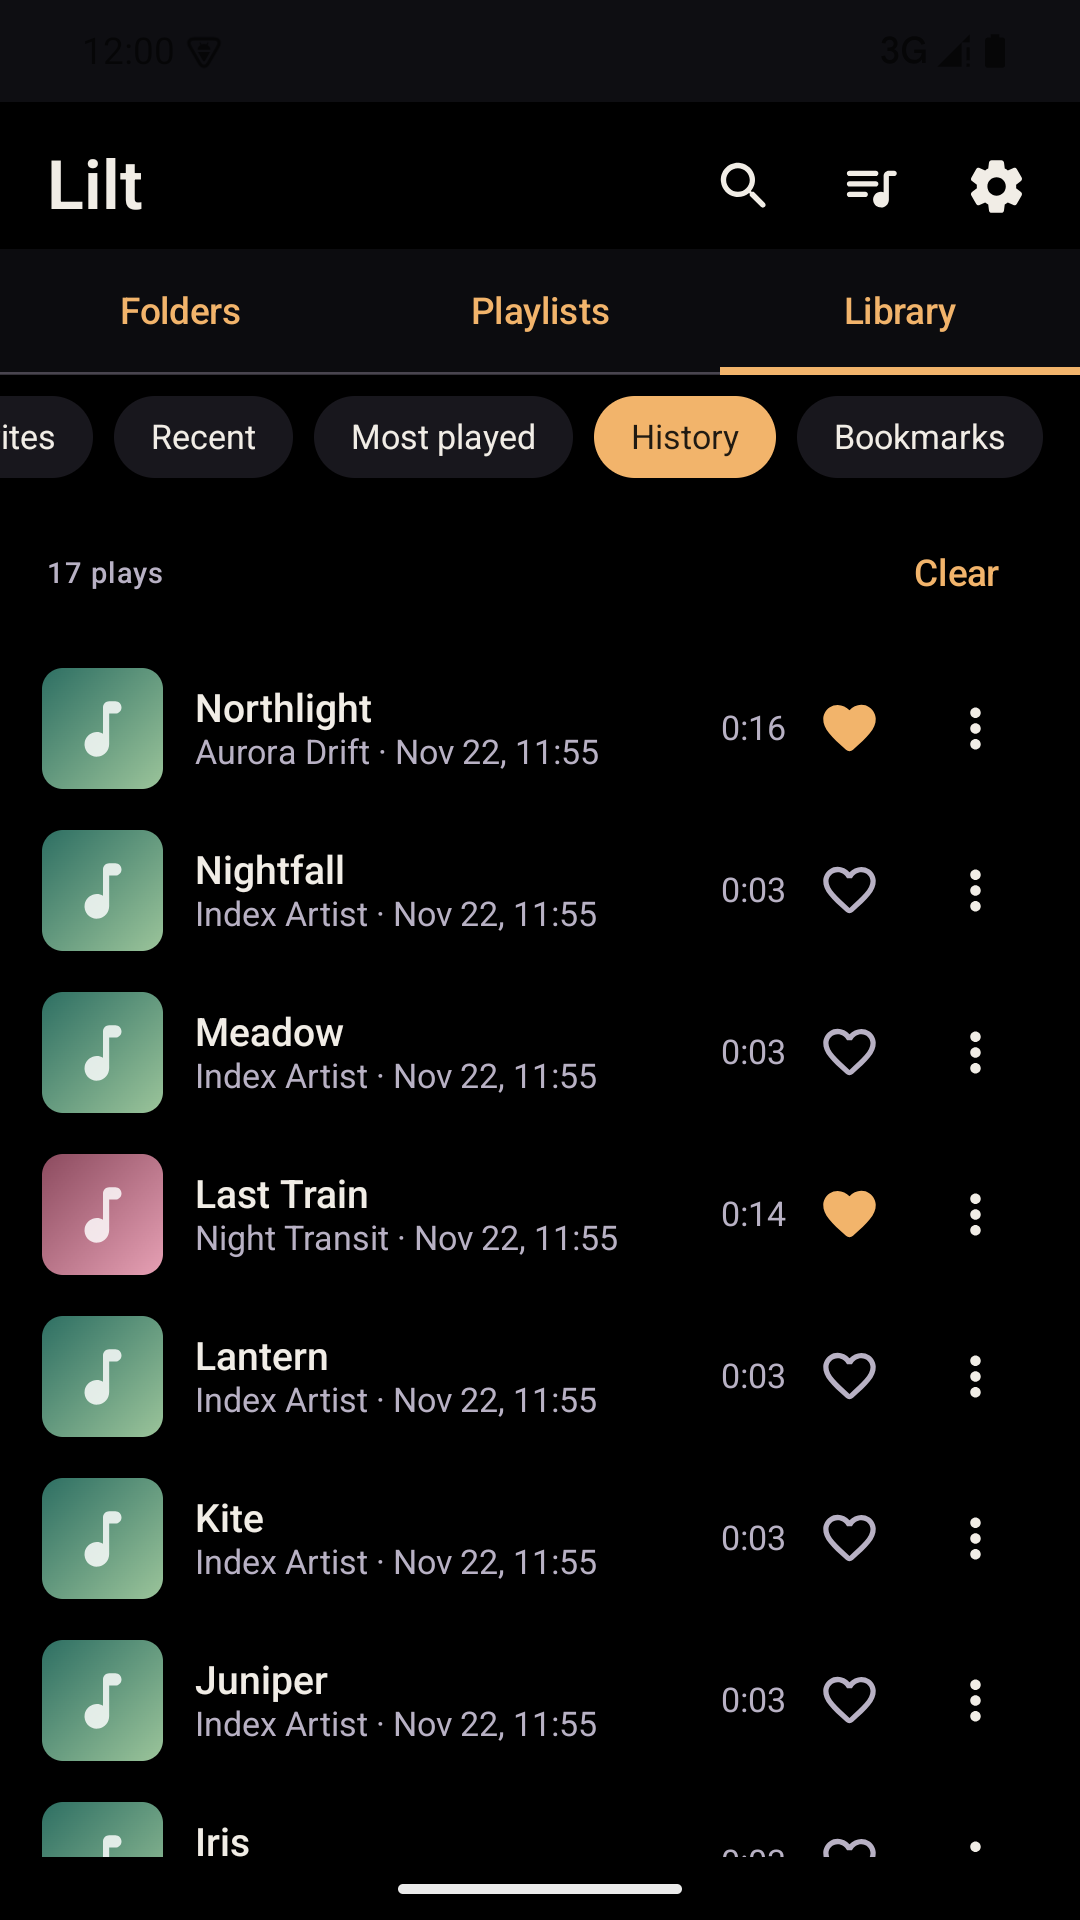 12:00
3G
Lilt
Folders
Playlists
Library
ites
Recent
Most played
History
Bookmarks
17 plays
Clear
Northlight
Aurora Drift · Nov 22, 11:55
0:16
Nightfall
Index Artist · Nov 22, 11:55
0:03
Meadow
Index Artist · Nov 22, 11:55
0:03
Last Train
Night Transit · Nov 22, 11:55
0:14
Lantern
Index Artist · Nov 22, 11:55
0:03
Kite
Index Artist · Nov 22, 11:55
0:03
Juniper
Index Artist · Nov 22, 11:55
0:03
Iris